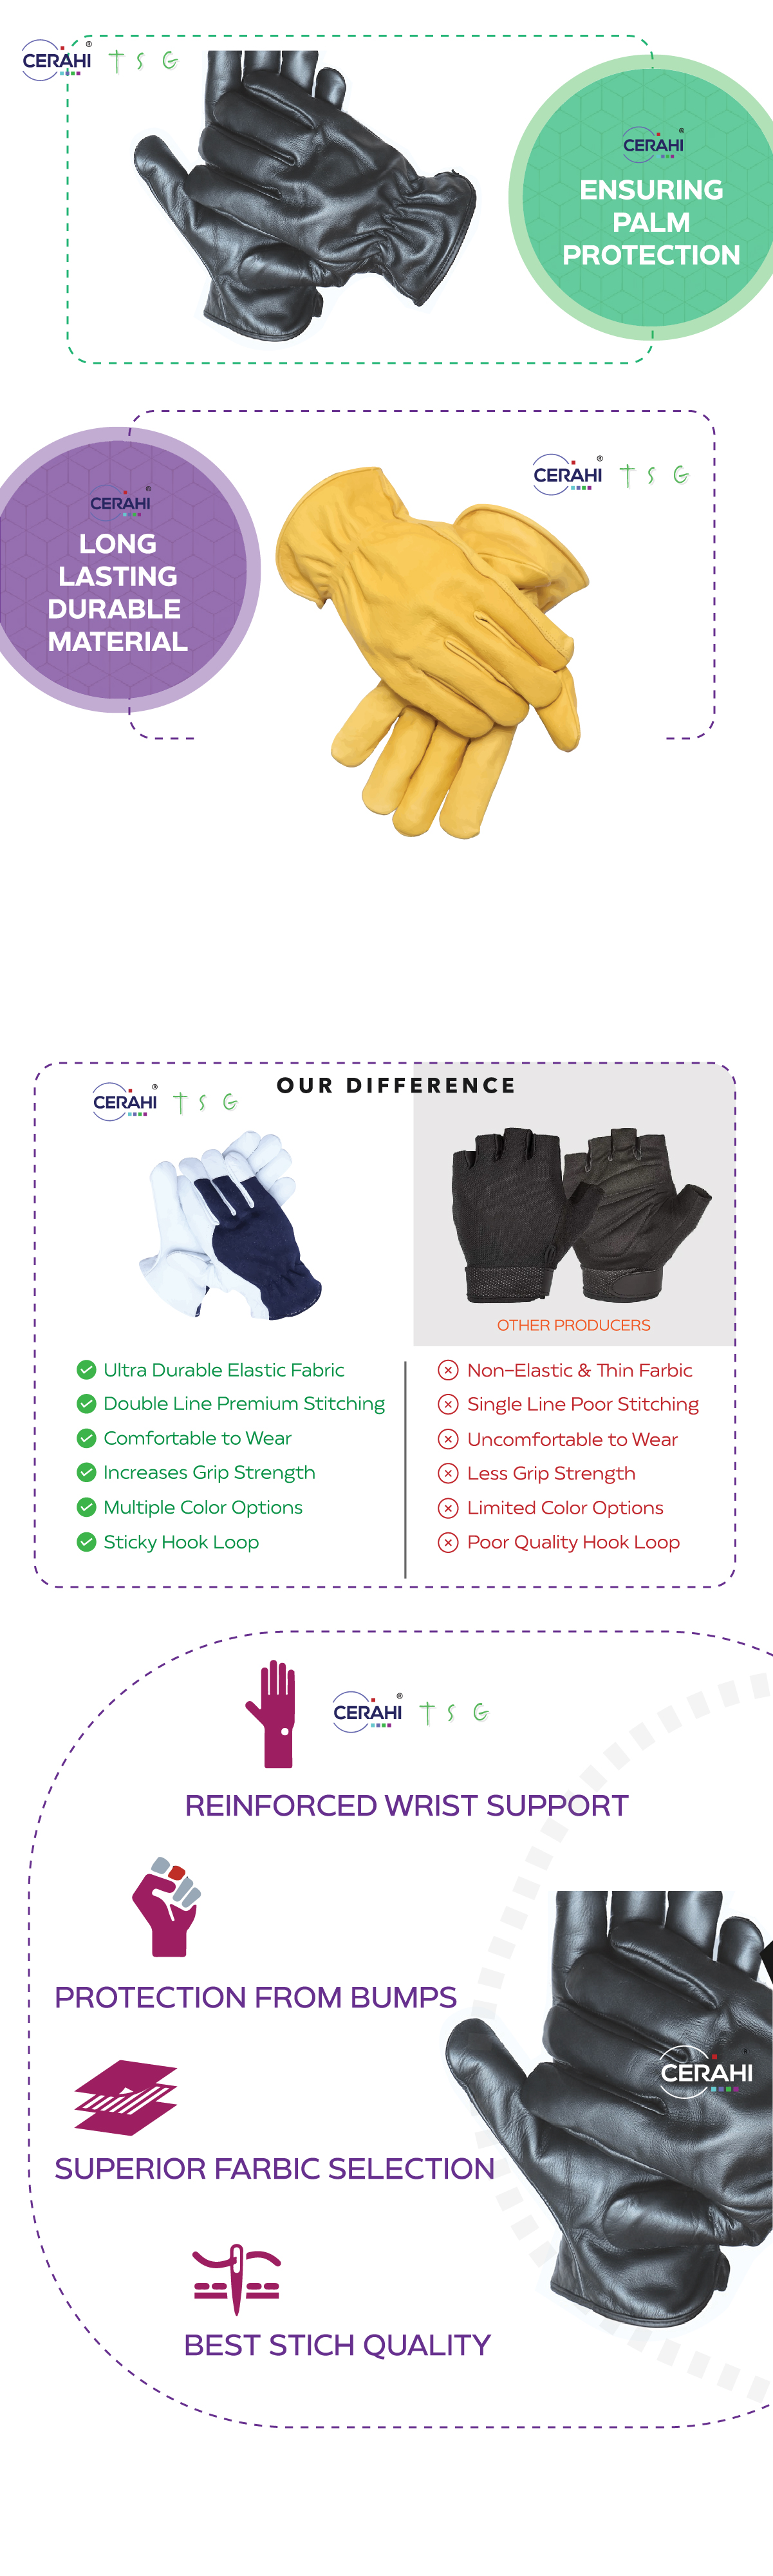 CERAHI ®
T S G
CERAHI ®
ENSURING
PALM
PROTECTION
CERAHI ®
T S G
CERAHI ®
LONG
LASTING
DURABLE
MATERIAL
OUR DIFFERENCE
CERAHI ®
T S G
OTHER PRODUCERS
Ultra Durable Elastic Fabric
Double Line Premium Stitching
Comfortable to Wear
Increases Grip Strength
Multiple Color Options
Sticky Hook Loop
Non-Elastic & Thin Farbic
Single Line Poor Stitching
Uncomfortable to Wear
Less Grip Strength
Limited Color Options
Poor Quality Hook Loop
CERAHI ®
T S G
REINFORCED WRIST SUPPORT
PROTECTION FROM BUMPS
CERAHI ®
SUPERIOR FARBIC SELECTION
BEST STICH QUALITY